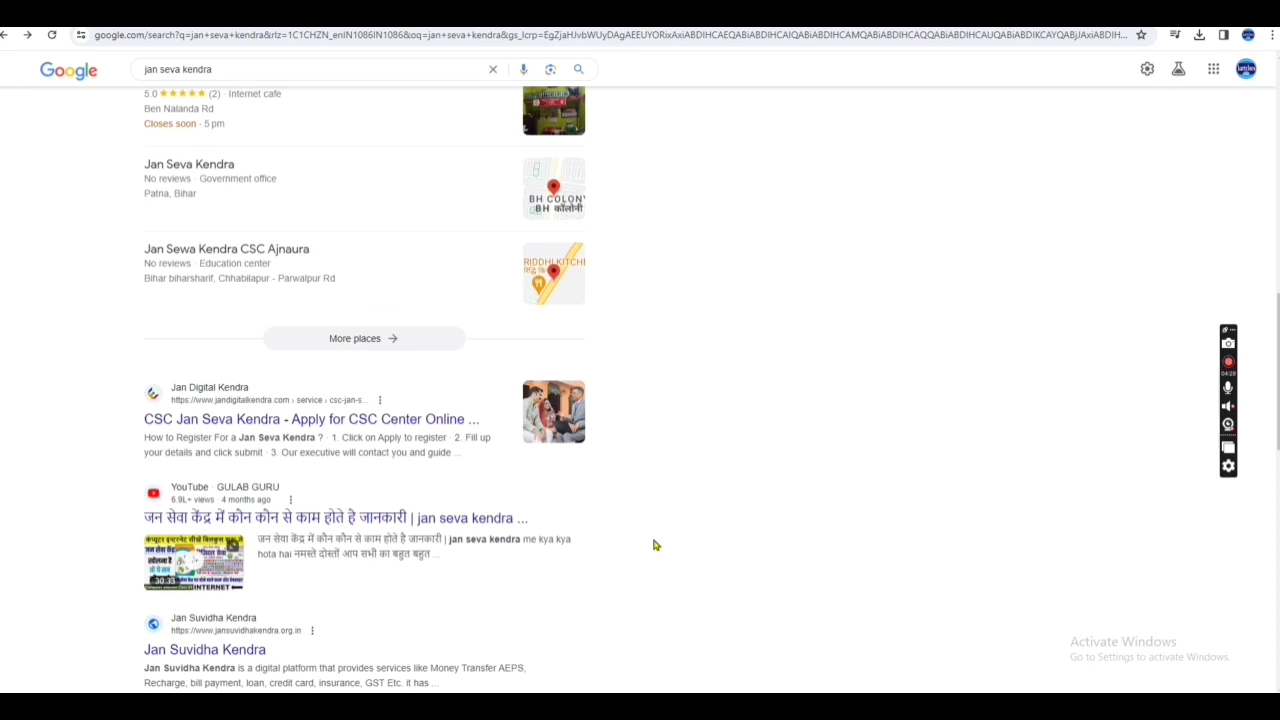 google.com/search?q=jan+seva+kendra&rlz=1C1CHZN_enIN1086IN1086&oq=jan+seva+kendra&gs_lcrp=EgZjaHJvbWUyDAgAEEUYORixAxiABDIHCAEQABiABDIHCAIQABiABDIHCAMQABiABDIHCAQQABiABDIHCAUQABiABDIKCAYQABjJAxiABDIH...
Google
jan seva kendra
5.0 ★★★★★ (2) · Internet cafe
Ben Nalanda Rd
Closes soon · 5 pm
Jan Seva Kendra
No reviews · Government office
Patna, Bihar
BH COLONY
BH कॉलोनी
Jan Sewa Kendra CSC Ajnaura
No reviews · Education center
Bihar biharsharif, Chhabilapur - Parwalpur Rd
RIDDHI KITCHE
More places →
Jan Digital Kendra
https://www.jandigitalkendra.com › service › csc-jan-s...
CSC Jan Seva Kendra - Apply for CSC Center Online ...
How to Register For a Jan Seva Kendra ? · 1. Click on Apply to register · 2. Fill up
your details and click submit · 3. Our executive will contact you and guide ...
YouTube · GULAB GURU
6.9L+ views · 4 months ago
जन सेवा केंद्र में कौन कौन से काम होते है जानकारी | jan seva kendra ...
जन सेवा केंद्र में कौन कौन से काम होते है जानकारी | jan seva kendra me kya kya
hota hai नमस्ते दोस्तों आप सभी का बहुत बहुत ...
30:33
INTERNET
Jan Suvidha Kendra
https://www.jansuvidhakendra.org.in
Jan Suvidha Kendra
Jan Suvidha Kendra is a digital platform that provides services like Money Transfer AEPS,
Recharge, bill payment, loan, credit card, insurance, GST Etc. it has ...
04:28
Activate Windows
Go to Settings to activate Windows.